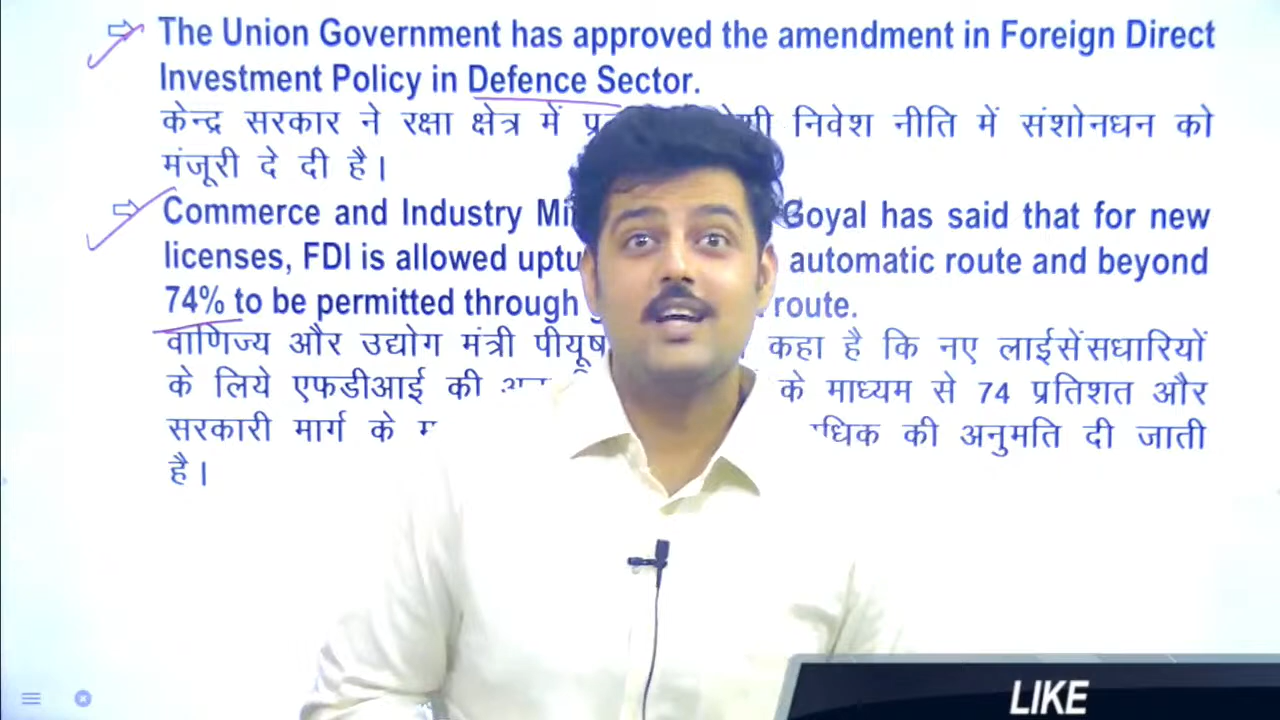 The Union Government has approved the amendment in Foreign Direct
Investment Policy in Defence Sector.
केन्द्र सरकार ने रक्षा क्षेत्र में निवेश नीति में संशोनधन को
मंजूरी दे दी है।
Commerce and Industry Goyal has said that for new
licenses, FDI is allowed automatic route and beyond
74% to be permitted through route.
वाणिज्य और उद्योग मंत्री पीयूष कहा है कि नए लाईसेंसधारियों
के लिये एफडीआई की के माध्यम से 74 प्रतिशत और
सरकारी मार्ग के की अनुमति दी जाती
है।
LIKE